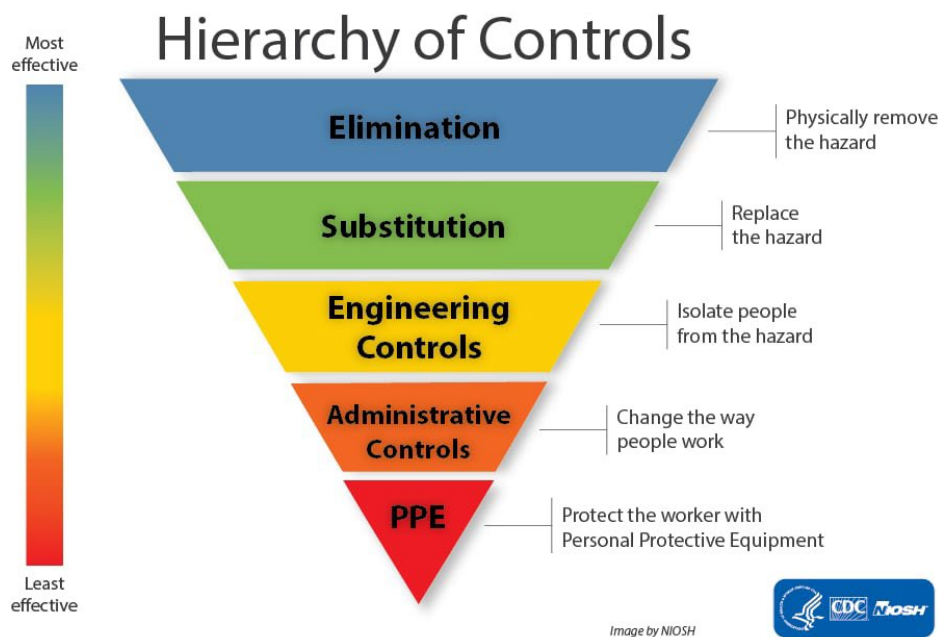 Hierarchy of Controls
Most
effective
Elimination
Physically remove
the hazard
Substitution
Replace
the hazard
Engineering
Controls
Isolate people
from the hazard
Administrative
Controls
Change the way
people work
PPE
Protect the worker with
Personal Protective Equipment
Least
effective
Image by NIOSH
CDC NIOSH